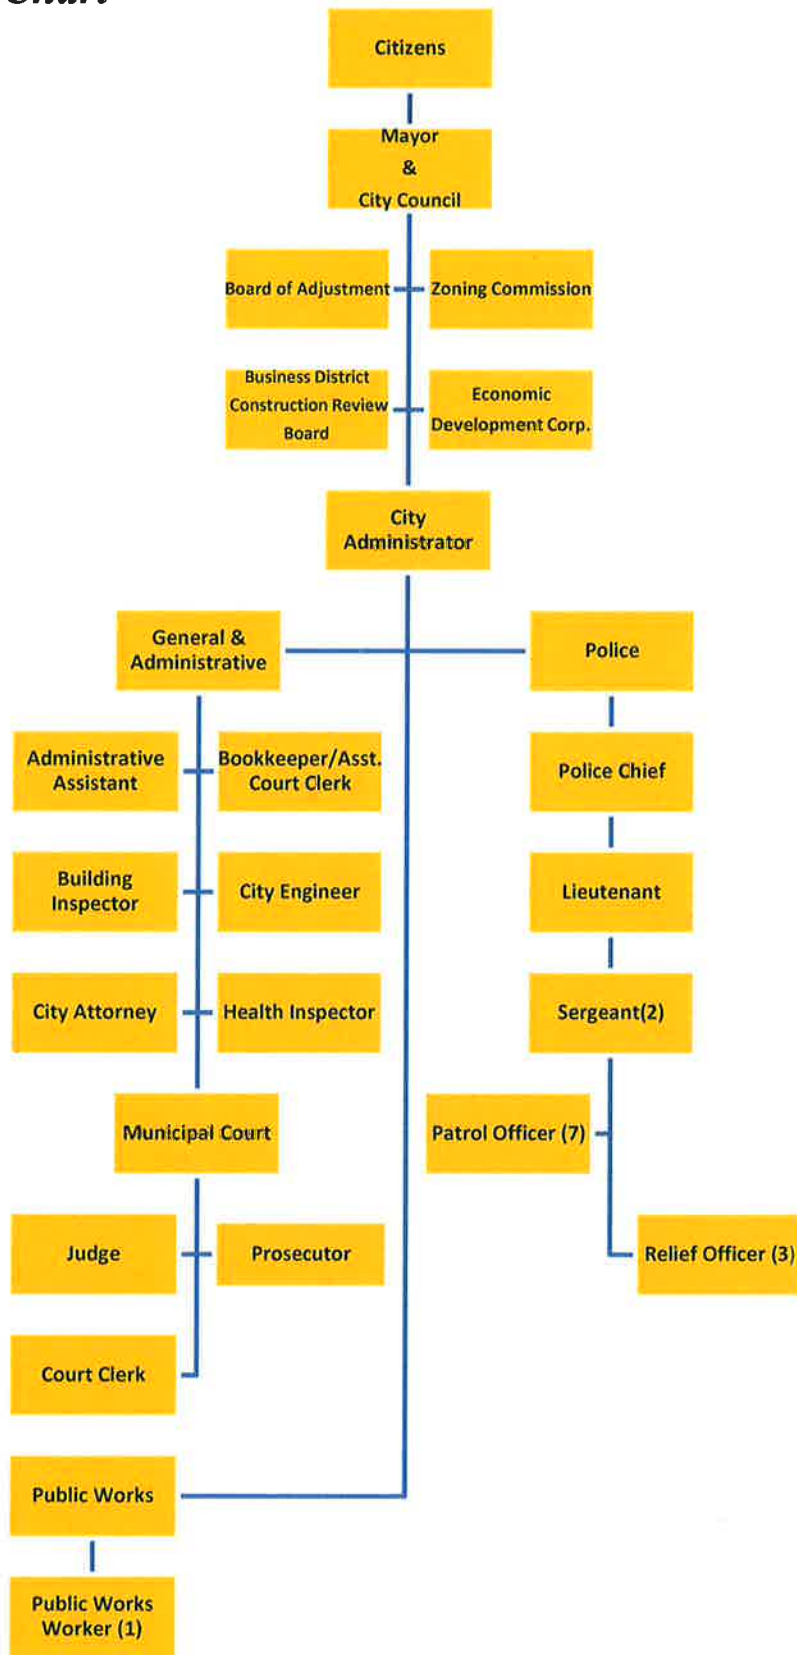 Chart
Citizens
Mayor
&
City Council
Board of Adjustment
Zoning Commission
Business District
Construction Review
Board
Economic
Development Corp.
City
Administrator
General &
Administrative
Police
Administrative
Assistant
Bookkeeper/Asst.
Court Clerk
Police Chief
Building
Inspector
City Engineer
Lieutenant
City Attorney
Health Inspector
Sergeant(2)
Municipal Court
Patrol Officer (7)
Judge
Prosecutor
Relief Officer (3)
Court Clerk
Public Works
Public Works
Worker (1)